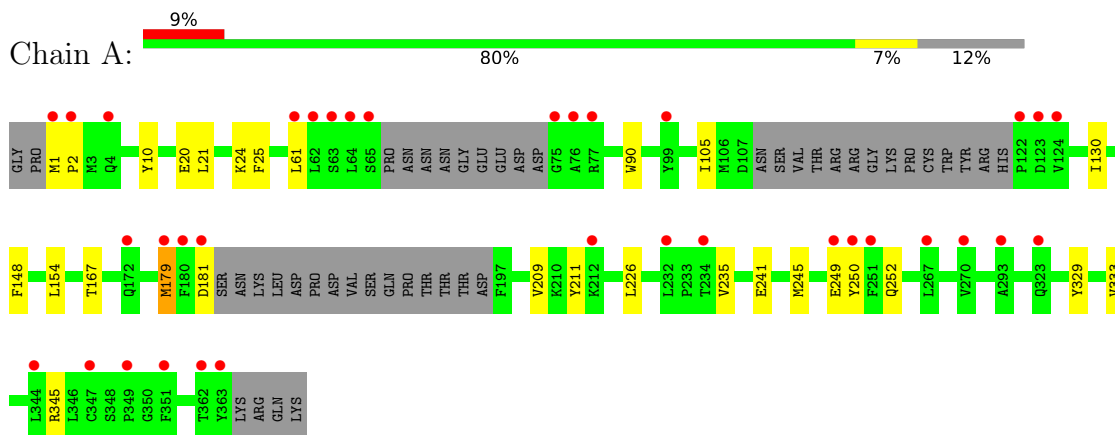 9%
Chain A:
80% 7% 12%
GLY PRO M1 P2 M3 Q4 Y10 E20 L21 K24 F25 L61 L62 S63 L64 S65 PRO ASN ASN ASN GLY GLU GLU ASP ASP G75 A76 R77 W90 Y99 I105 M106 D107 ASN SER VAL THR ARG ARG GLY LYS PRO CYS TRP TYR ARG HIS P122 D123 V124 I130
F148 L154 T167 Q172 M179 F180 D181 SER ASN LYS LEU ASP PRO ASP VAL SER GLN PRO THR THR THR ASP F197 V209 K210 Y211 K212 L226 L232 P233 T234 V235 E241 M245 E249 Y250 F251 Q252 L267 V270 A293 Q323 Y329 V333
L344 R345 L346 C347 S348 P349 G350 F351 T362 Y363 LYS ARG GLN LYS